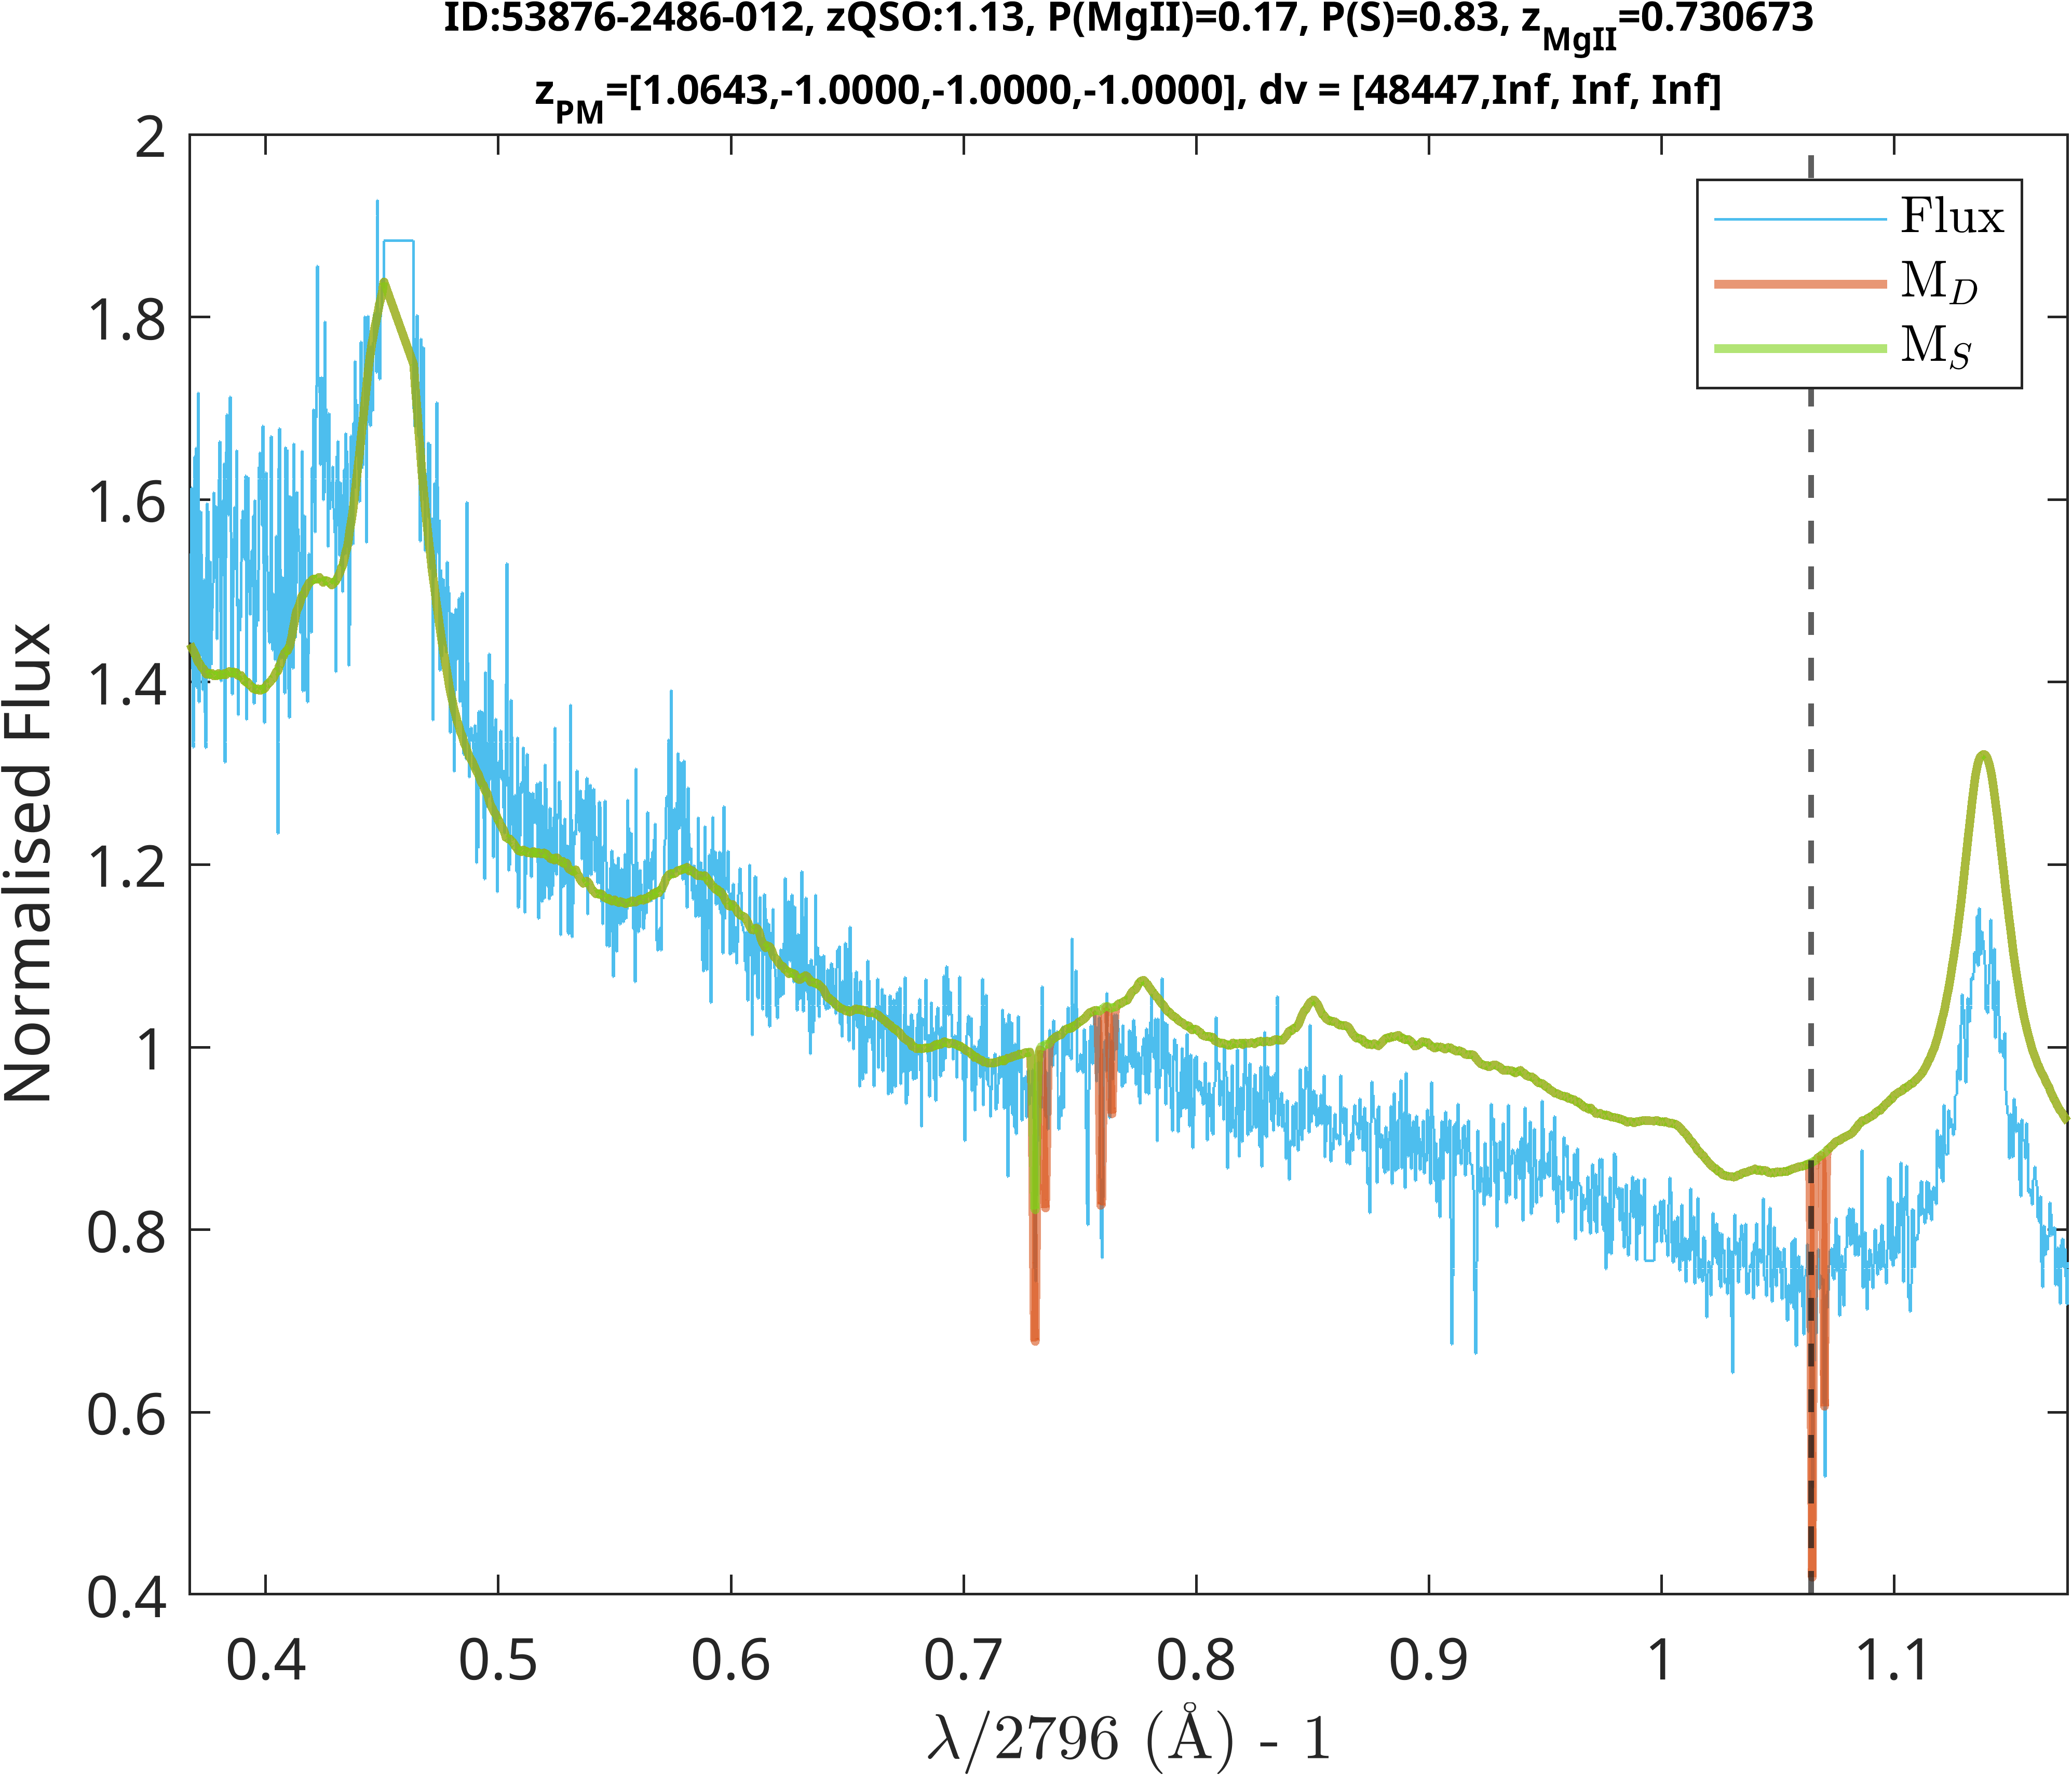 ID:53876-2486-012, zQSO:1.13, P(MgII)=0.17, P(S)=0.83, zMgII=0.730673
zPM=[1.0643,-1.0000,-1.0000,-1.0000], dv = [48447,Inf, Inf, Inf]
2
1.8
1.6
1.4
1.2
1
0.8
0.6
0.4
Normalised Flux
Flux
MD
MS
0.4 0.5 0.6 0.7 0.8 0.9 1 1.1
λ/2796 (Å) - 1